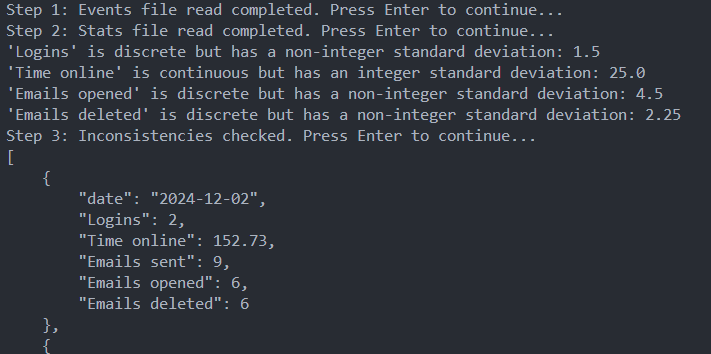 Step 1: Events file read completed. Press Enter to continue...
Step 2: Stats file read completed. Press Enter to continue...
'Logins' is discrete but has a non-integer standard deviation: 1.5
'Time online' is continuous but has an integer standard deviation: 25.0
'Emails opened' is discrete but has a non-integer standard deviation: 4.5
'Emails deleted' is discrete but has a non-integer standard deviation: 2.25
Step 3: Inconsistencies checked. Press Enter to continue...
[
    {
        "date": "2024-12-02",
        "Logins": 2,
        "Time online": 152.73,
        "Emails sent": 9,
        "Emails opened": 6,
        "Emails deleted": 6
    },
    {